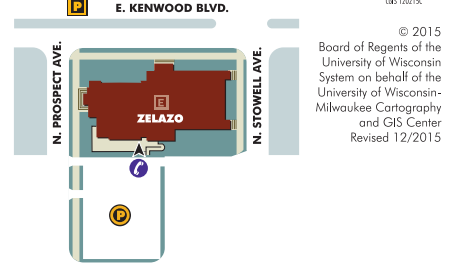 P
E. KENWOOD BLVD.
N. PROSPECT AVE.
E
ZELAZO
N. STOWELL AVE.
P
© 2015
Board of Regents of the
University of Wisconsin
System on behalf of the
University of Wisconsin-
Milwaukee Cartography
and GIS Center
Revised 12/2015